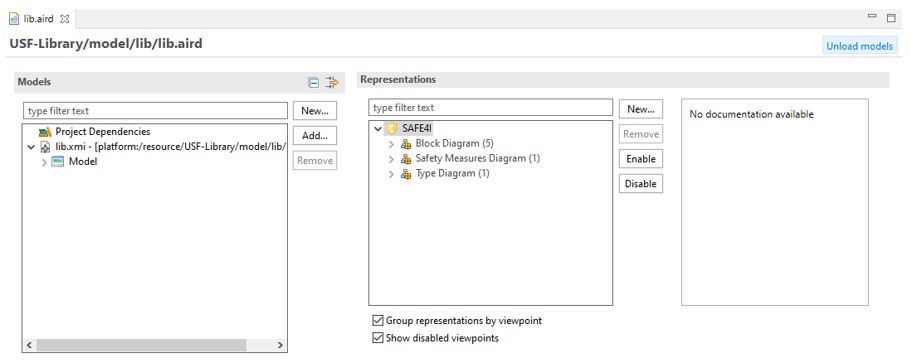 lib.aird
USF-Library/model/lib/lib.aird
Unload models
Models
type filter text
New...
Project Dependencies
Add...
lib.xmi - [platform:/resource/USF-Library/model/lib/
Remove
Model
Representations
type filter text
New...
SAFE4I
Remove
Block Diagram (5)
Safety Measures Diagram (1)
Enable
Type Diagram (1)
Disable
No documentation available
Group representations by viewpoint
Show disabled viewpoints